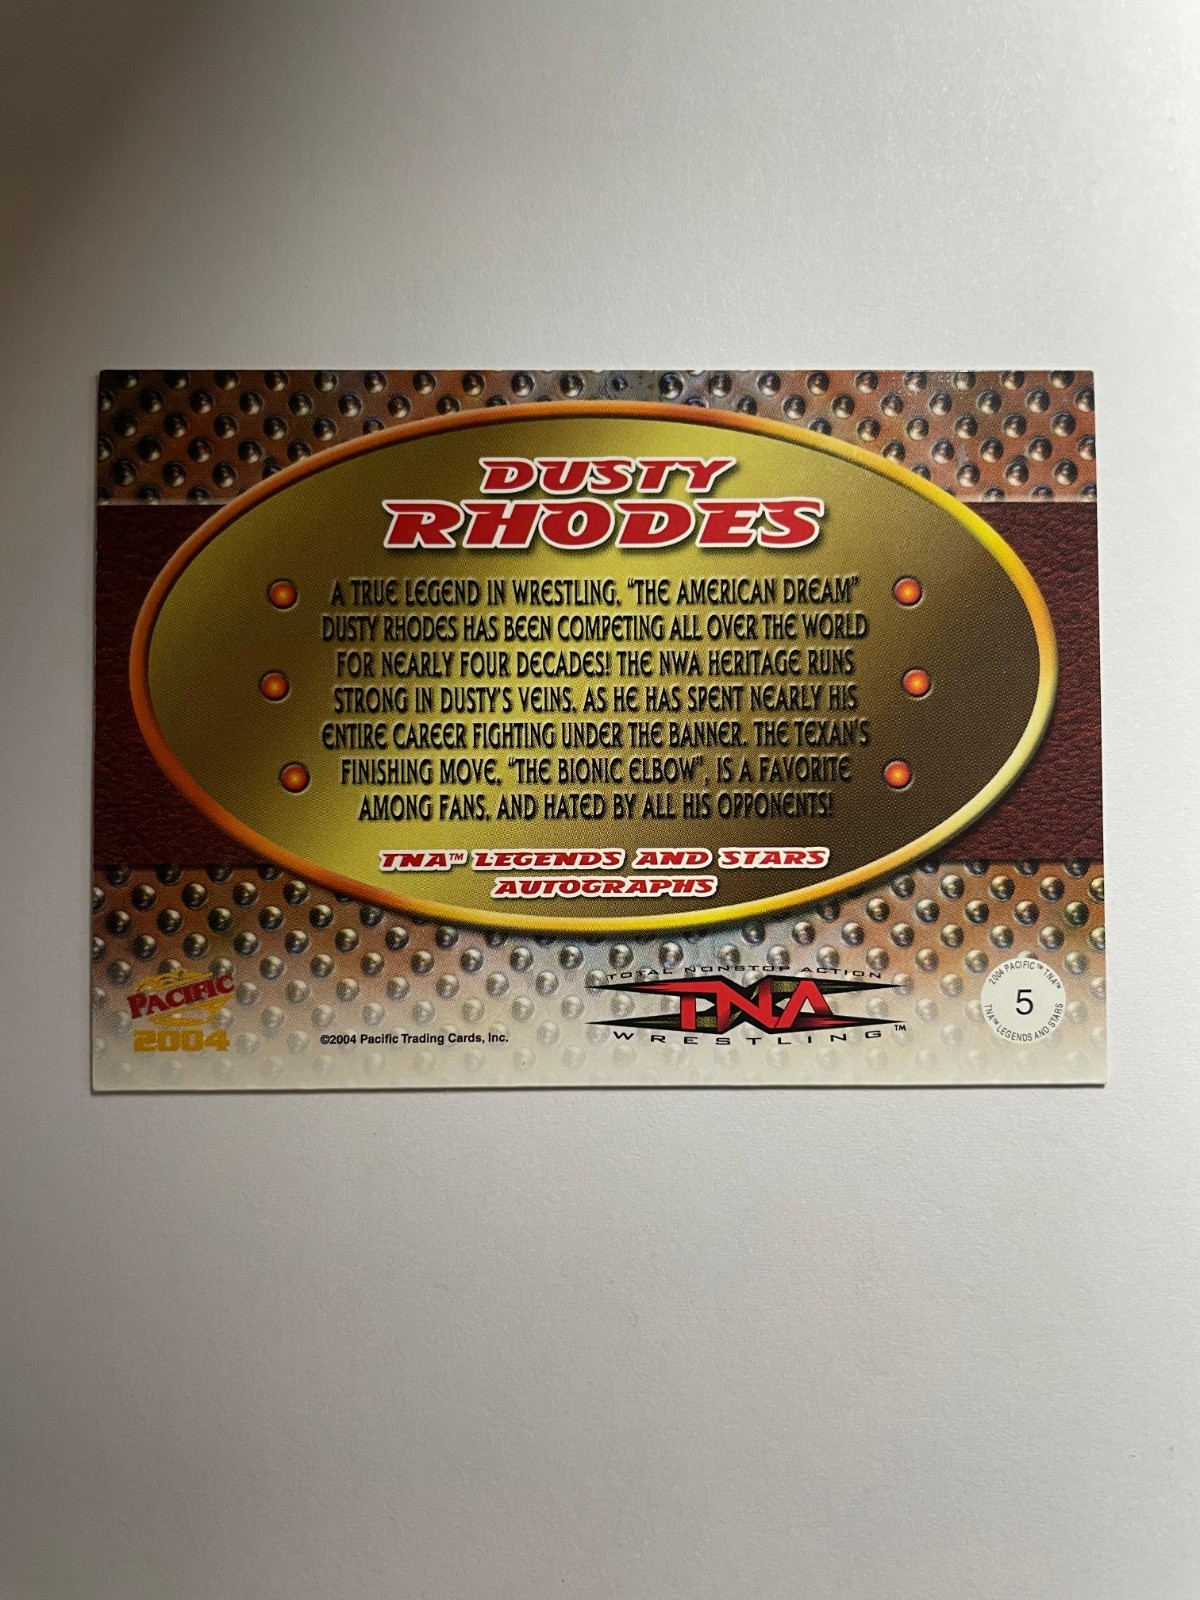 DUSTY
RHODES
A TRUE LEGEND IN WRESTLING, "THE AMERICAN DREAM"
DUSTY RHODES HAS BEEN COMPETING ALL OVER THE WORLD
FOR NEARLY FOUR DECADES! THE NWA HERITAGE RUNS
STRONG IN DUSTY'S VEINS, AS HE HAS SPENT NEARLY HIS
ENTIRE CAREER FIGHTING UNDER THE BANNER. THE TEXAN'S
FINISHING MOVE, "THE BIONIC ELBOW", IS A FAVORITE
AMONG FANS, AND HATED BY ALL HIS OPPONENTS!
TNA™ LEGENDS AND STARS
AUTOGRAPHS
PACIFIC
2004
©2004 Pacific Trading Cards, Inc.
TOTAL NONSTOP ACTION
TNA
WRESTLING™
2004 PACIFIC™ TNA™
5
TNA™ LEGENDS AND STARS